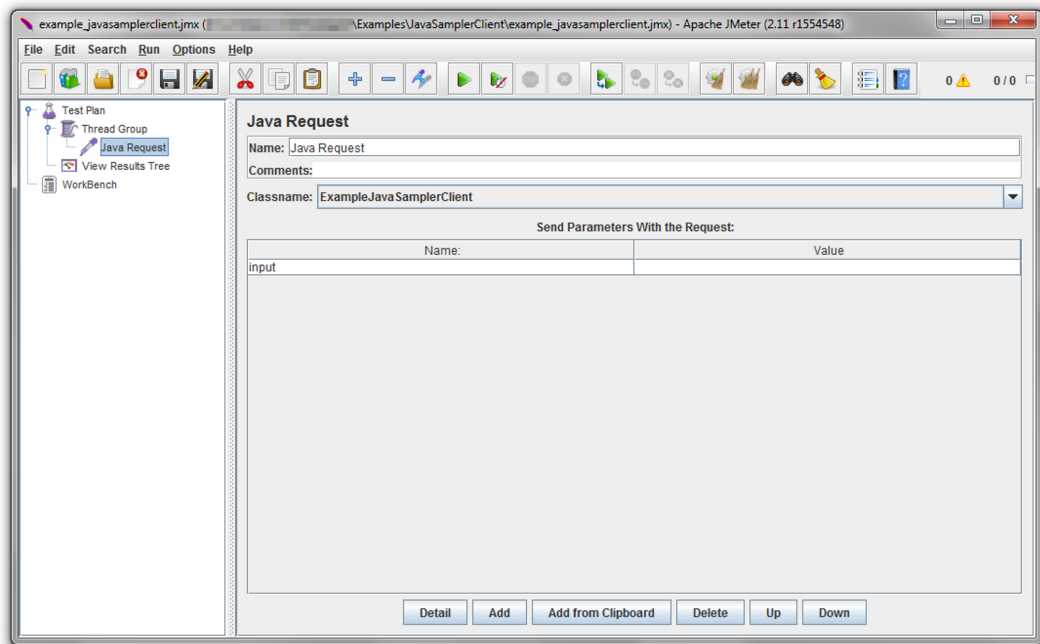 example_javasamplerclient.jmx ( \Examples\JavaSamplerClient\example_javasamplerclient.jmx) - Apache JMeter (2.11 r1554548)
File Edit Search Run Options Help
0 0 / 0
Test Plan
Thread Group
Java Request
View Results Tree
WorkBench
Java Request
Name: Java Request
Comments:
Classname: ExampleJavaSamplerClient
Send Parameters With the Request:
Name: Value
input
Detail Add Add from Clipboard Delete Up Down